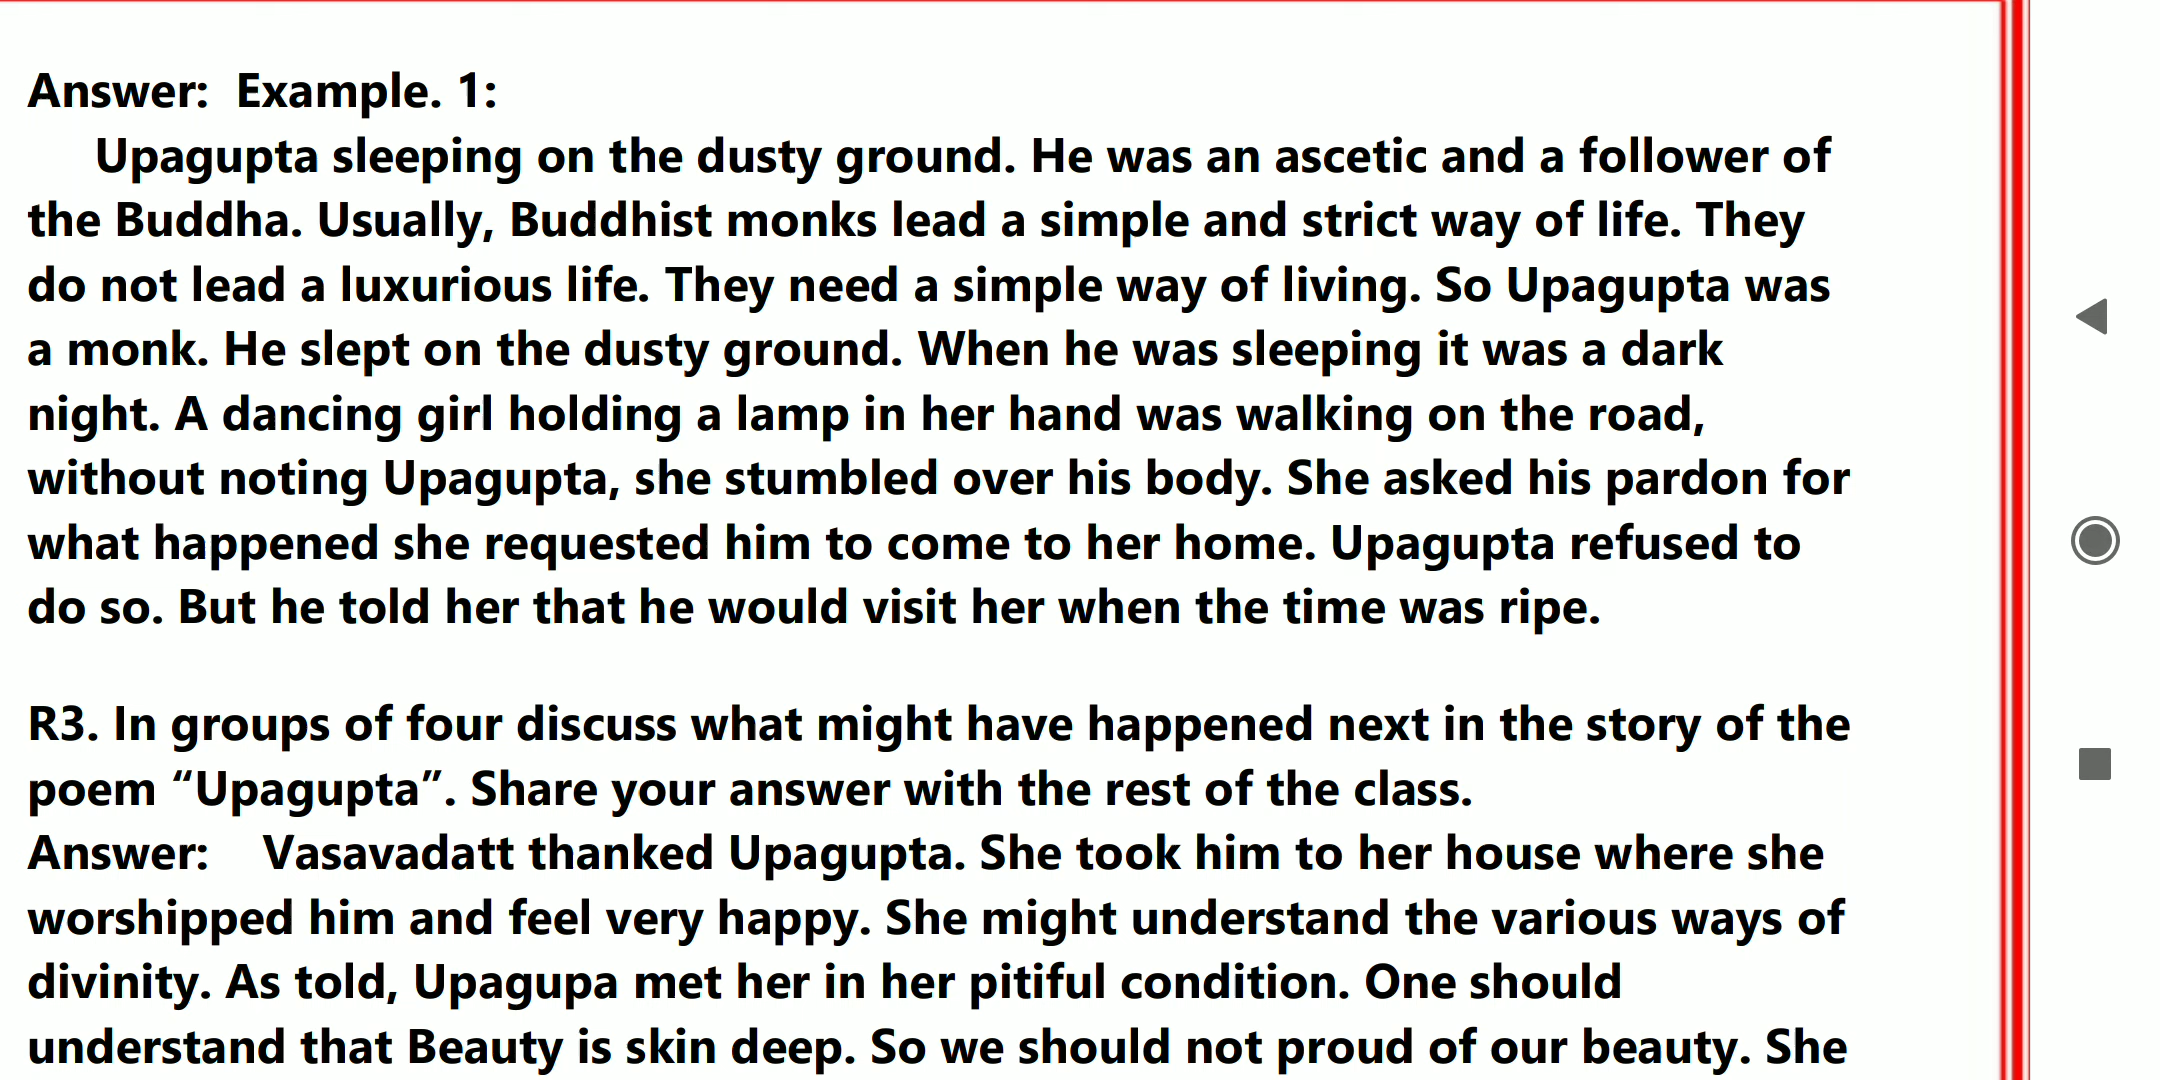 Answer: Example. 1:
Upagupta sleeping on the dusty ground. He was an ascetic and a follower of
the Buddha. Usually, Buddhist monks lead a simple and strict way of life. They
do not lead a luxurious life. They need a simple way of living. So Upagupta was
a monk. He slept on the dusty ground. When he was sleeping it was a dark
night. A dancing girl holding a lamp in her hand was walking on the road,
without noting Upagupta, she stumbled over his body. She asked his pardon for
what happened she requested him to come to her home. Upagupta refused to
do so. But he told her that he would visit her when the time was ripe.
R3. In groups of four discuss what might have happened next in the story of the
poem “Upagupta”. Share your answer with the rest of the class.
Answer: Vasavadatt thanked Upagupta. She took him to her house where she
worshipped him and feel very happy. She might understand the various ways of
divinity. As told, Upagupa met her in her pitiful condition. One should
understand that Beauty is skin deep. So we should not proud of our beauty. She